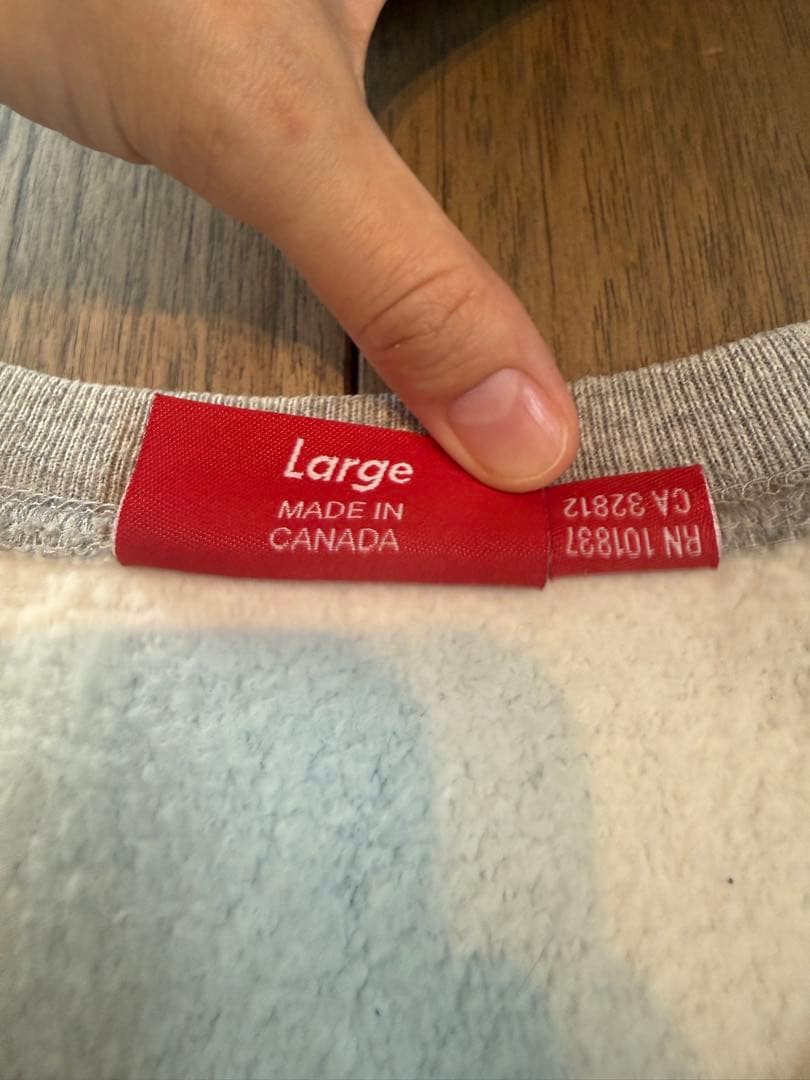 Large
MADE IN
CANADA
RN 101837
CA 32812